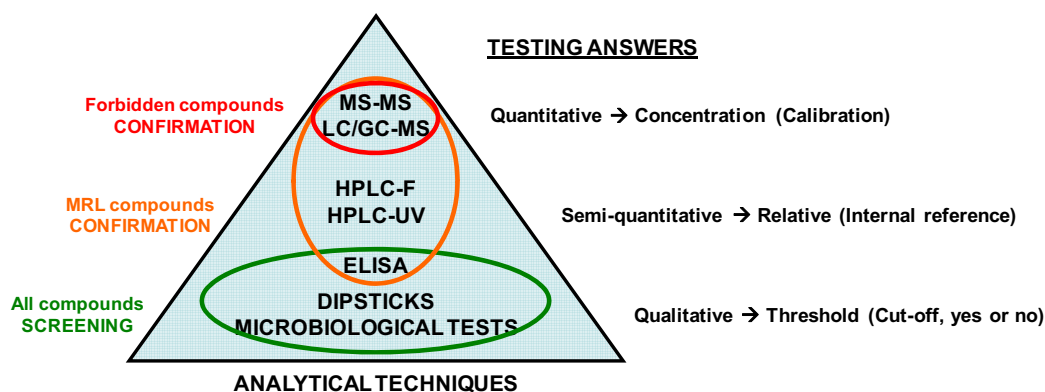 TESTING ANSWERS
Forbidden compounds
CONFIRMATION
MS-MS
LC/GC-MS
Quantitative → Concentration (Calibration)
MRL compounds
CONFIRMATION
HPLC-F
HPLC-UV
Semi-quantitative → Relative (Internal reference)
ELISA
All compounds
SCREENING
DIPSTICKS
MICROBIOLOGICAL TESTS
Qualitative → Threshold (Cut-off, yes or no)
ANALYTICAL TECHNIQUES